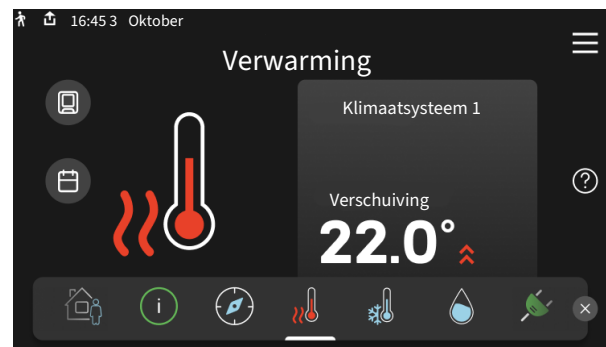 16:45 3 Oktober
Verwarming
Klimaatsysteem 1
Verschuiving
22.0°
i
?